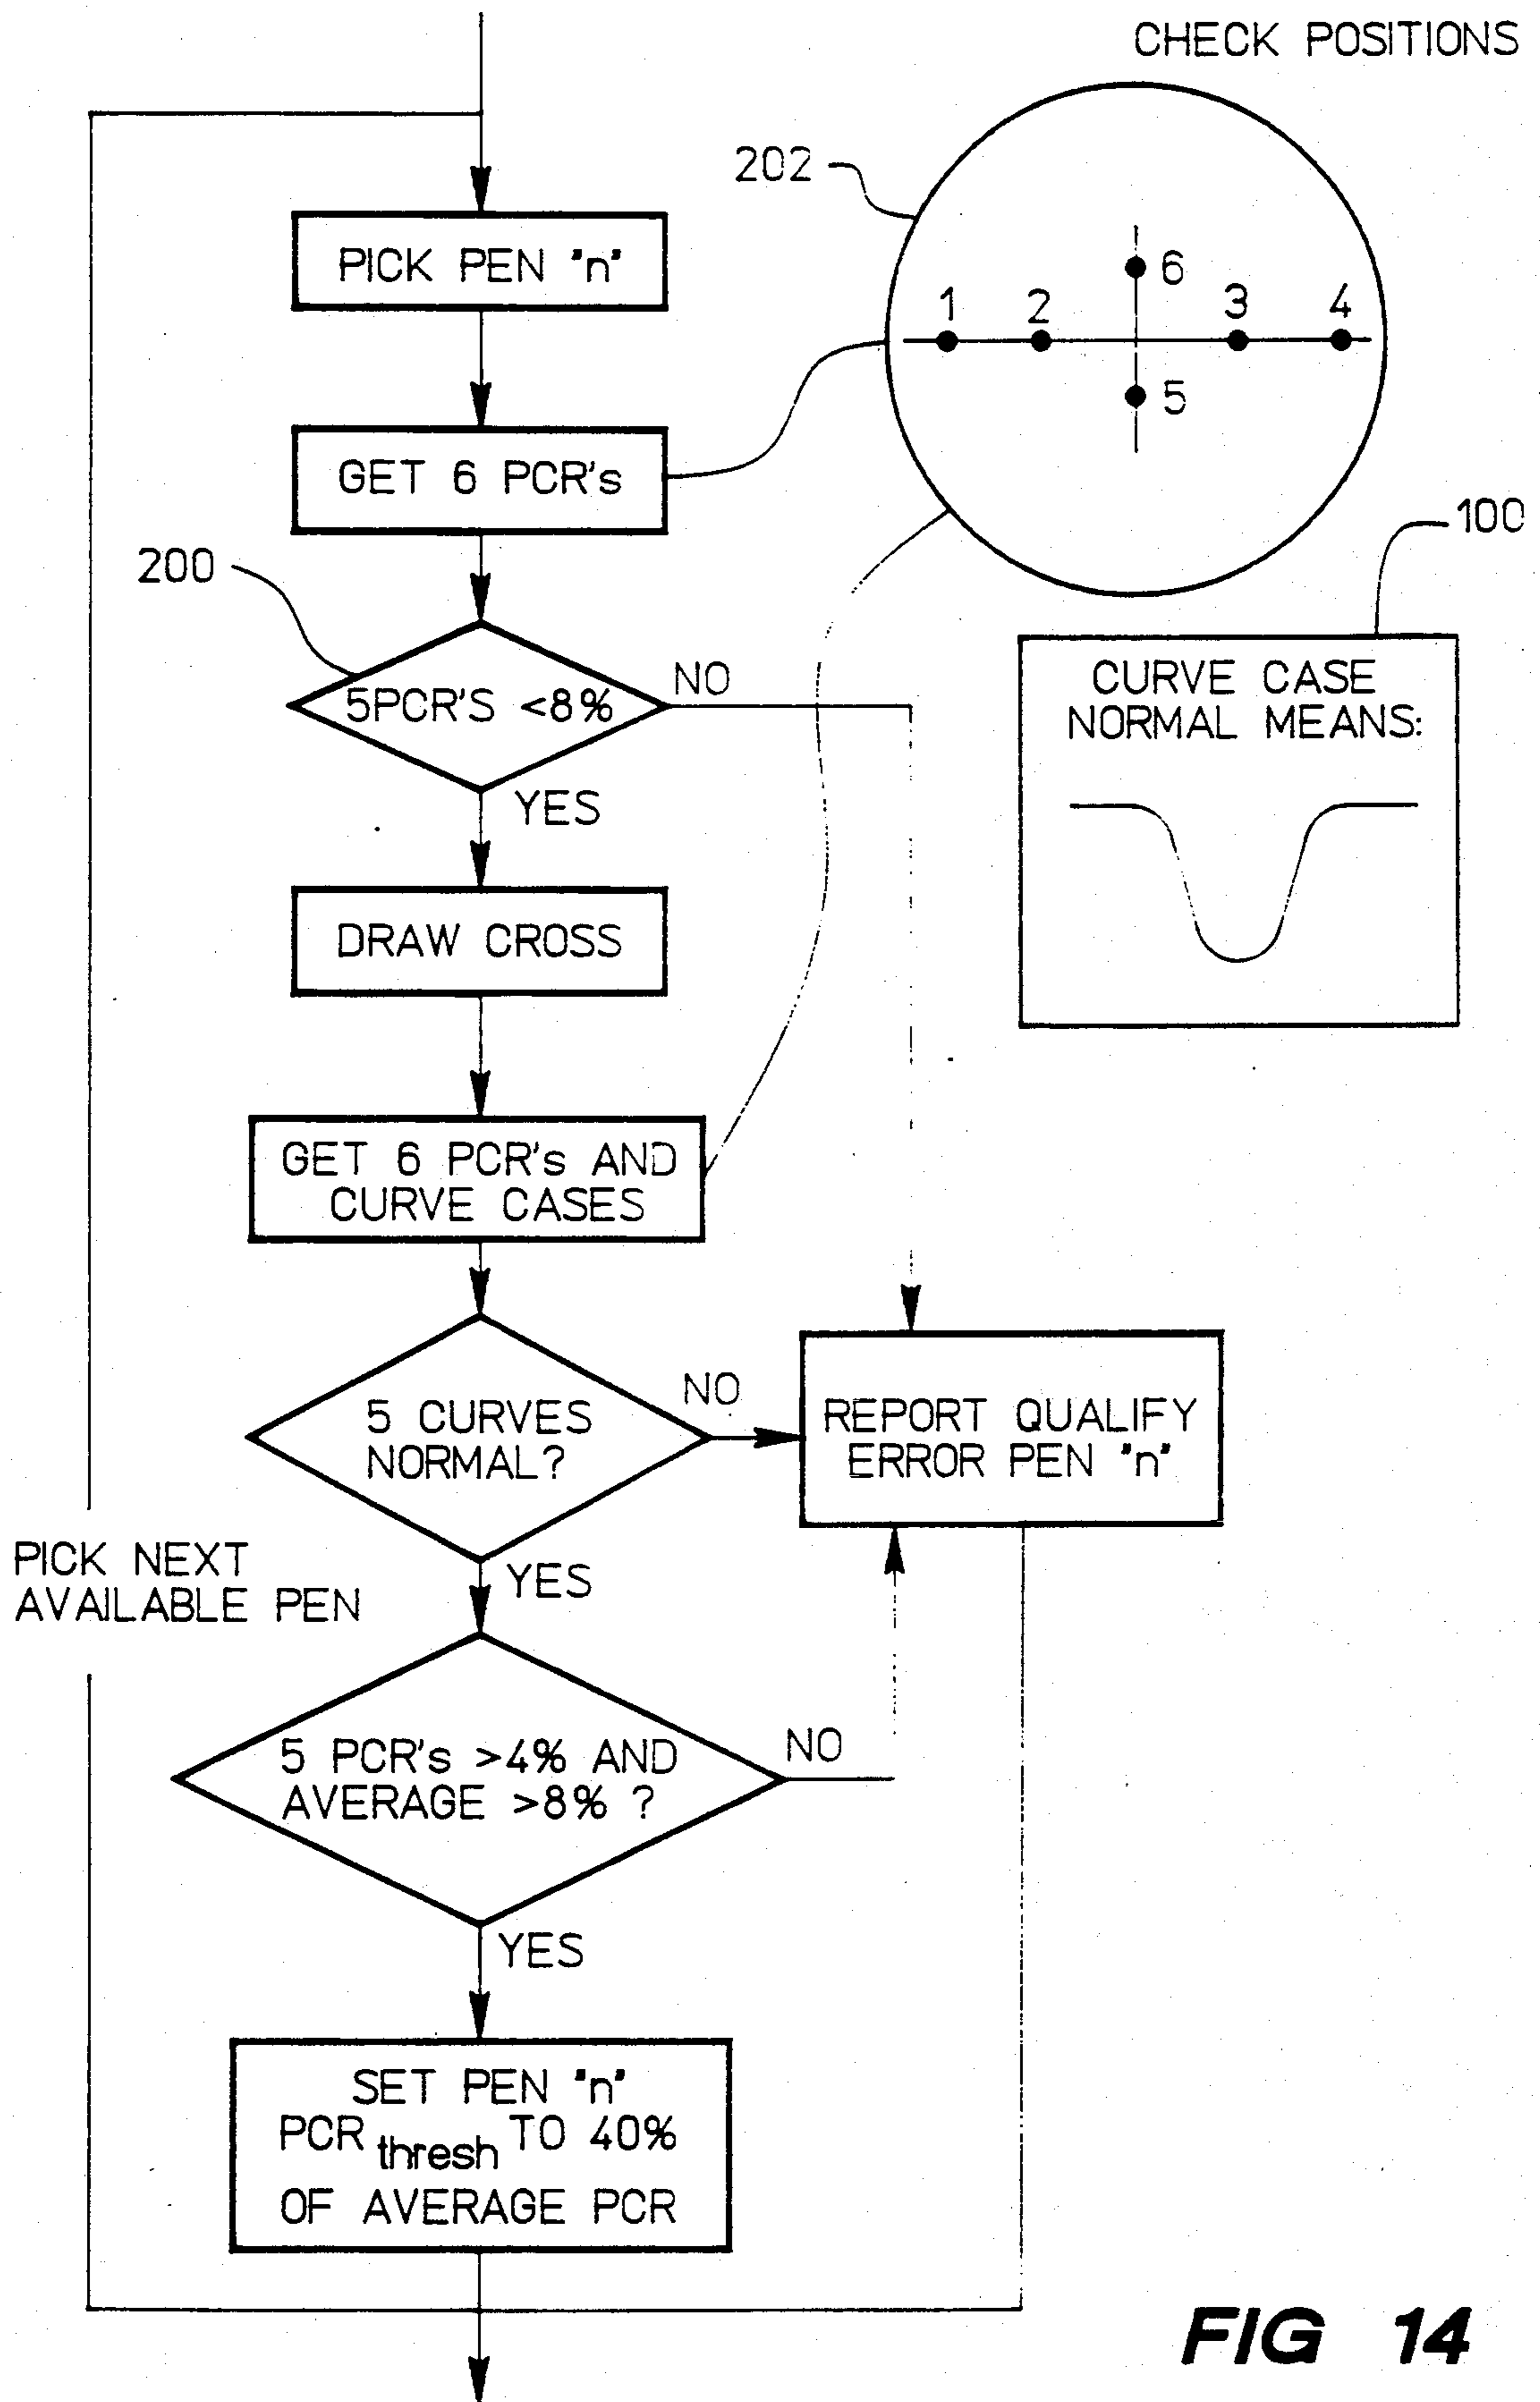 CHECK POSITIONS
202
PICK PEN "n"
6
1
2
3
4
5
GET 6 PCR's
100
200
CURVE CASE
NORMAL MEANS:
5PCR'S <8%
NO
YES
DRAW CROSS
GET 6 PCR's AND
CURVE CASES
5 CURVES
NORMAL?
NO
REPORT QUALIFY
ERROR PEN "n"
YES
PICK NEXT
AVAILABLE PEN
5 PCR's >4% AND
AVERAGE >8% ?
NO
YES
SET PEN "n"
PCR thresh TO 40%
OF AVERAGE PCR
FIG 14